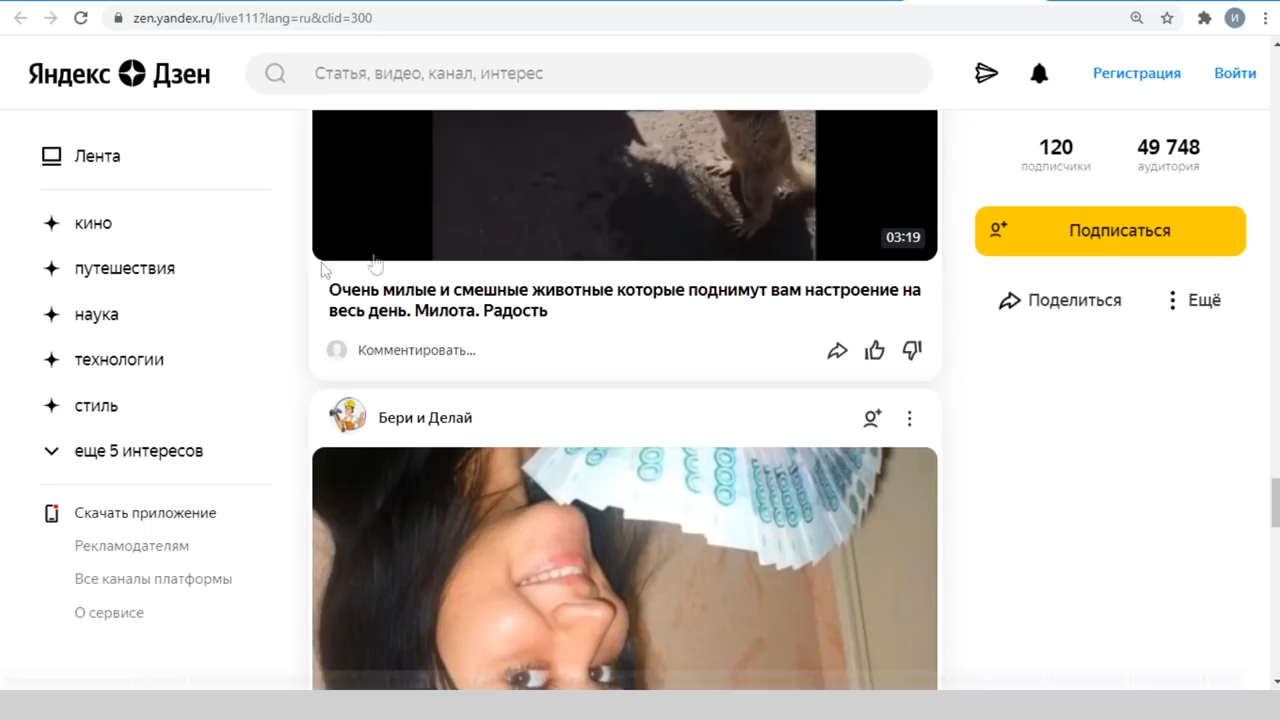 zen.yandex.ru/live111?lang=ru&clid=300
И
Яндекс Дзен
Статья, видео, канал, интерес
Регистрация
Войти
Лента
кино
путешествия
наука
технологии
стиль
еще 5 интересов
Скачать приложение
Рекламодателям
Все каналы платформы
О сервисе
03:19
Очень милые и смешные животные которые поднимут вам настроение на
весь день. Милота. Радость
Комментировать...
Бери и Делай
120
подписчики
49 748
аудитория
Подписаться
Поделиться
Ещё